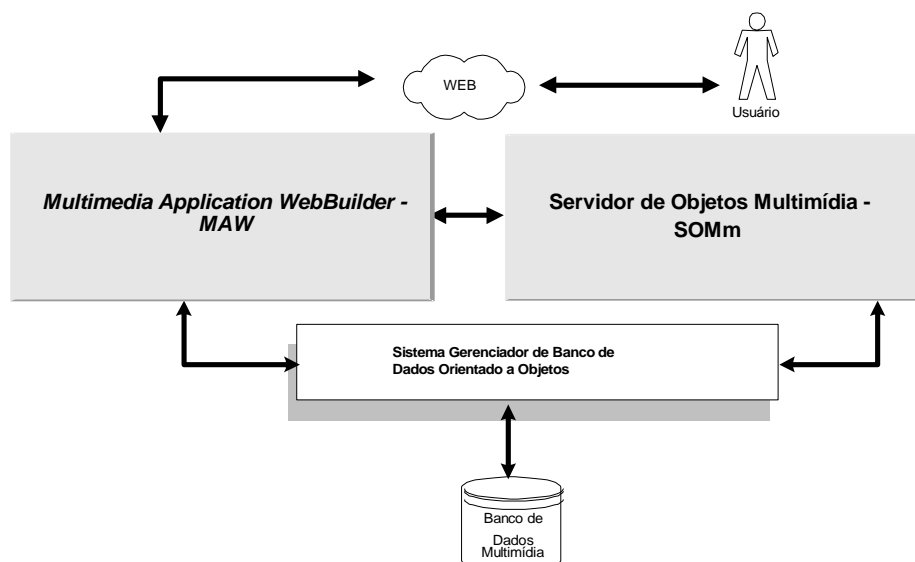 WEB
Usuário
Multimedia Application WebBuilder -
MAW
Servidor de Objetos Multimídia -
SOMm
Sistema Gerenciador de Banco de
Dados Orientado a Objetos
Banco de
Dados
Multimídia